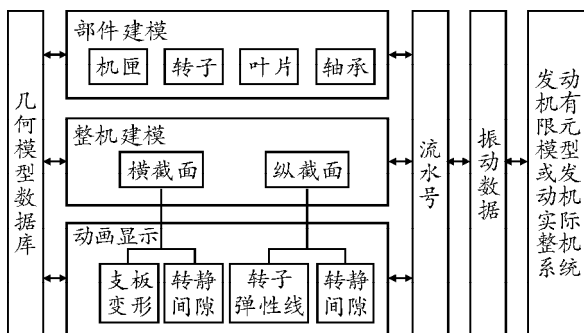 几何模型数据库
部件建模
机匣
转子
叶片
轴承
整机建模
横截面
纵截面
动画显示
支板
变形
转静
间隙
转子
弹性线
转静
间隙
流水号
振动数据
发动
机有
限元
模型
或发
动机
实际
整机
系统